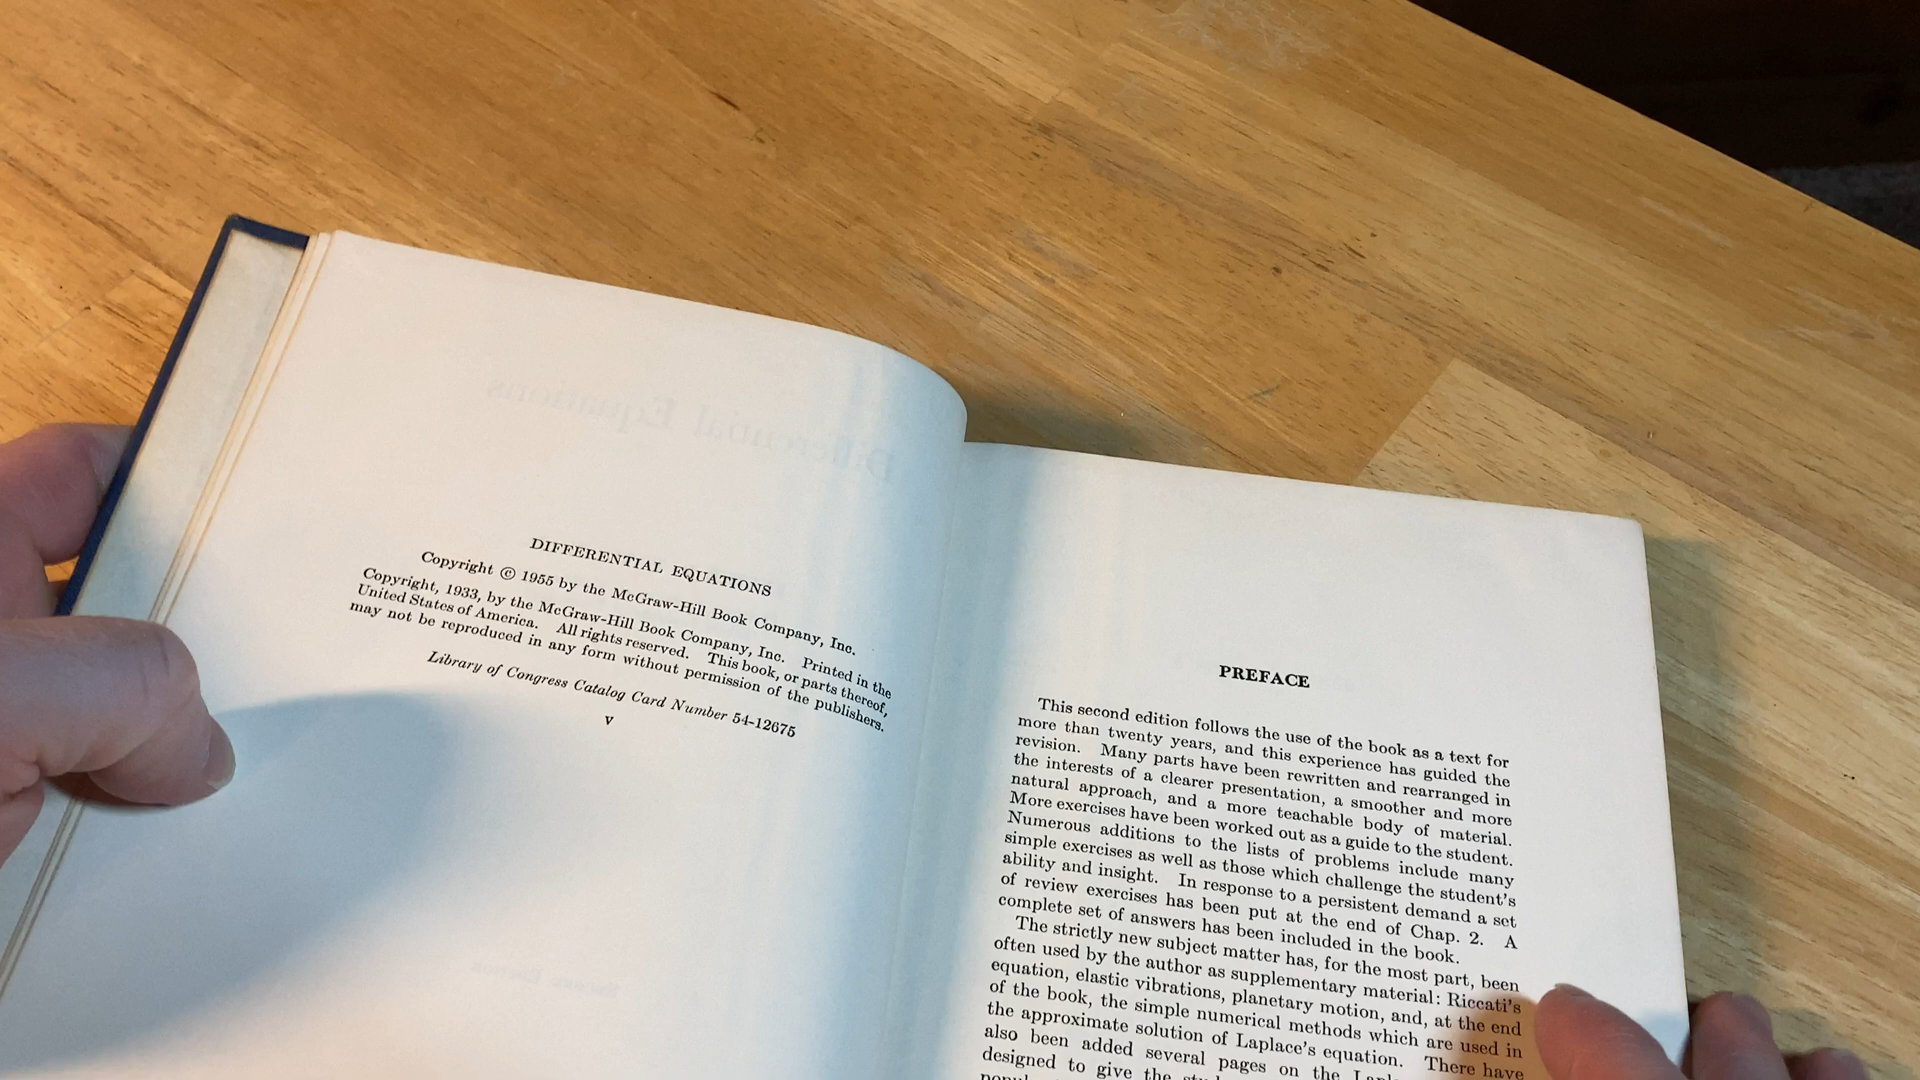 Differential Equations
DIFFERENTIAL EQUATIONS
Copyright © 1955 by the McGraw-Hill Book Company, Inc.
Copyright, 1933, by the McGraw-Hill Book Company, Inc. Printed in the
United States of America. All rights reserved. This book, or parts thereof,
may not be reproduced in any form without permission of the publishers.
Library of Congress Catalog Card Number 54-12675
V
PREFACE
This second edition follows the use of the book as a text for
more than twenty years, and this experience has guided the
revision. Many parts have been rewritten and rearranged in
the interests of a clearer presentation, a smoother and more
natural approach, and a more teachable body of material.
More exercises have been worked out as a guide to the student.
Numerous additions to the lists of problems include many
simple exercises as well as those which challenge the student's
ability and insight. In response to a persistent demand a set
of review exercises has been put at the end of Chap. 2. A
complete set of answers has been included in the book.
The strictly new subject matter has, for the most part, been
often used by the author as supplementary material: Riccati's
equation, elastic vibrations, planetary motion, and, at the end
of the book, the simple numerical methods which are used in
the approximate solution of Laplace's equation. There have
also been added several pages on the
designed to give the